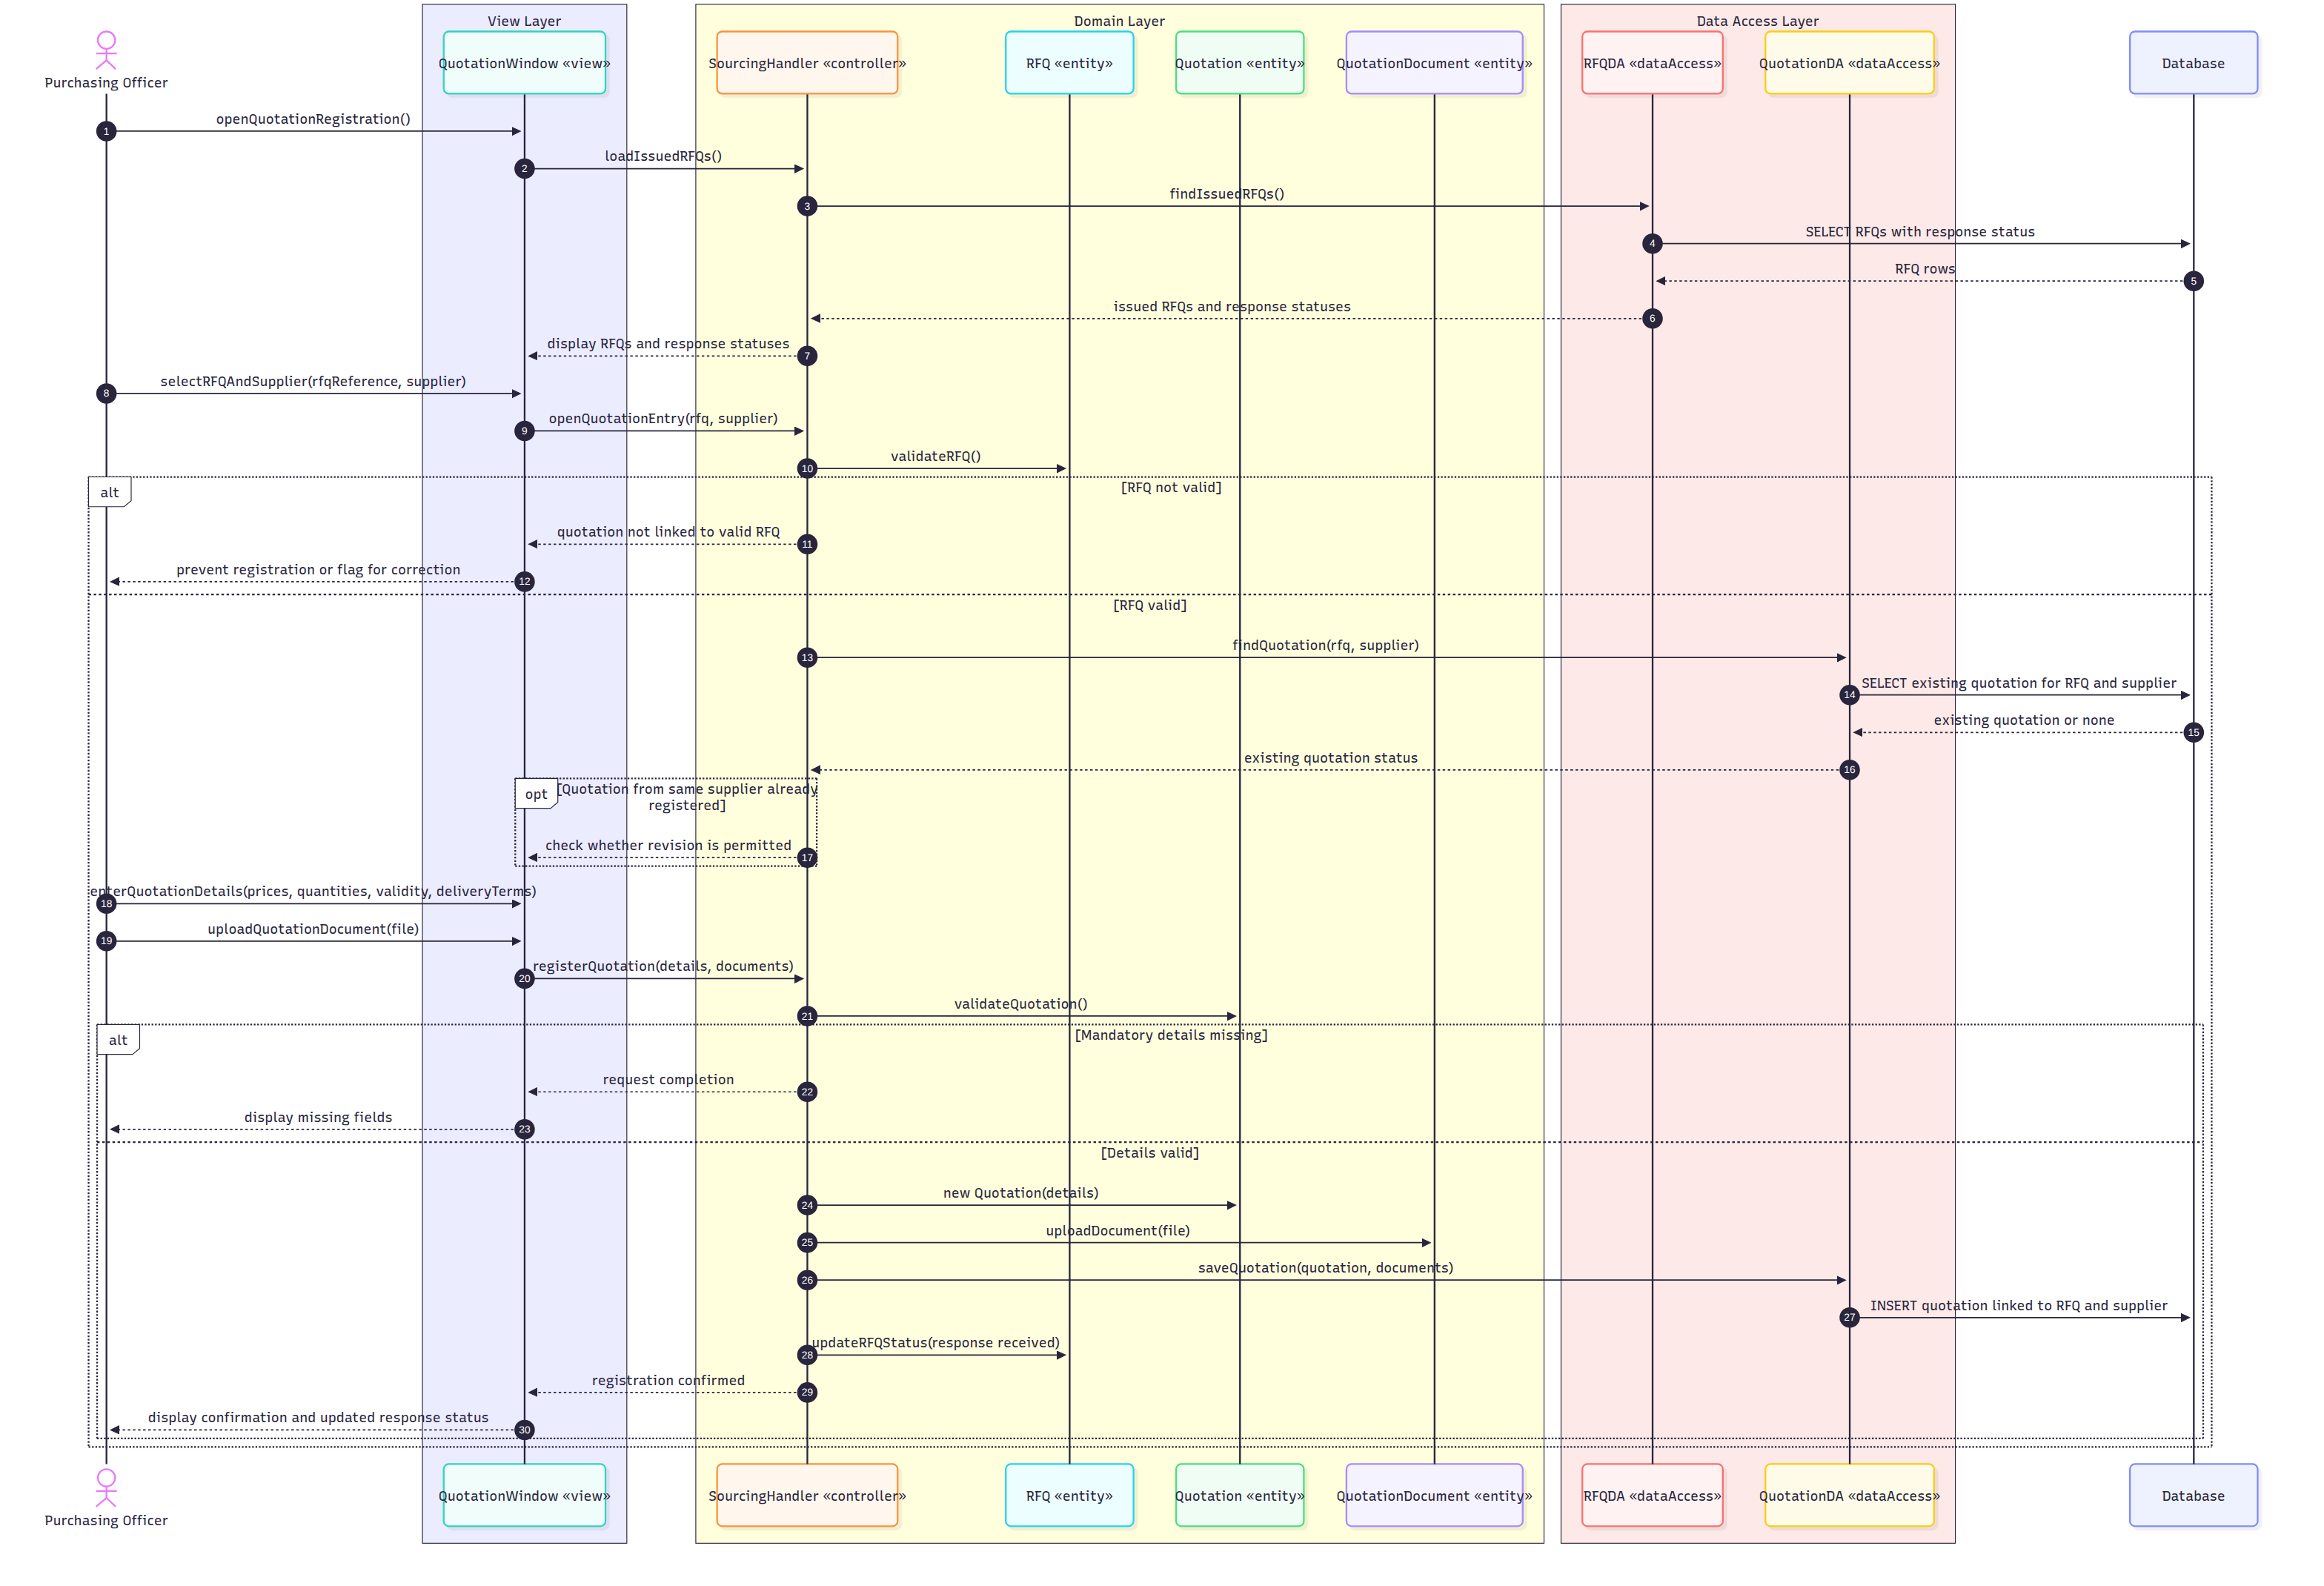 View Layer
Domain Layer
Data Access Layer
Purchasing Officer
QuotationWindow «view»
SourcingHandler «controller»
RFQ «entity»
Quotation «entity»
QuotationDocument «entity»
RFQDA «dataAccess»
QuotationDA «dataAccess»
Database
openQuotationRegistration()
1
loadIssuedRFQs()
2
findIssuedRFQs()
3
SELECT RFQs with response status
4
RFQ rows
5
issued RFQs and response statuses
6
display RFQs and response statuses
7
selectRFQAndSupplier(rfqReference, supplier)
8
openQuotationEntry(rfq, supplier)
9
validateRFQ()
10
alt
[RFQ not valid]
quotation not linked to valid RFQ
11
prevent registration or flag for correction
12
[RFQ valid]
findQuotation(rfq, supplier)
13
SELECT existing quotation for RFQ and supplier
14
existing quotation or none
15
existing quotation status
16
opt
[Quotation from same supplier already
registered]
check whether revision is permitted
17
enterQuotationDetails(prices, quantities, validity, deliveryTerms)
18
uploadQuotationDocument(file)
19
registerQuotation(details, documents)
20
validateQuotation()
21
alt
[Mandatory details missing]
request completion
22
display missing fields
23
[Details valid]
new Quotation(details)
24
uploadDocument(file)
25
saveQuotation(quotation, documents)
26
INSERT quotation linked to RFQ and supplier
27
updateRFQStatus(response received)
28
registration confirmed
29
display confirmation and updated response status
30
Purchasing Officer
QuotationWindow «view»
SourcingHandler «controller»
RFQ «entity»
Quotation «entity»
QuotationDocument «entity»
RFQDA «dataAccess»
QuotationDA «dataAccess»
Database